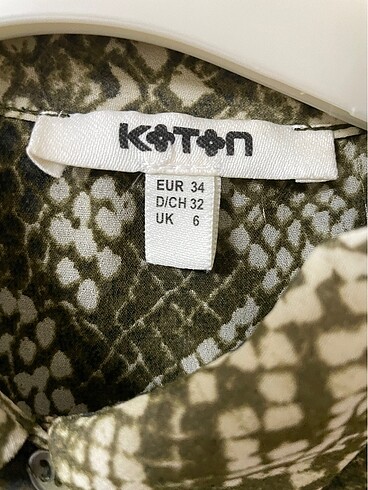 KOTON
EUR 34
D/CH 32
UK 6